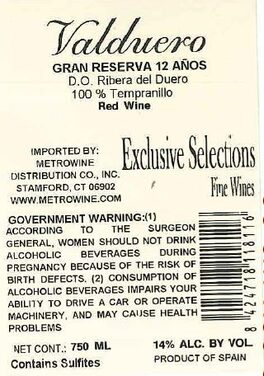 Valduero
GRAN RESERVA 12 AÑOS
D.O. Ribera del Duero
100 % Tempranillo
Red Wine
IMPORTED BY:
METROWINE
DISTRIBUTION CO., INC.
STAMFORD, CT 06902
WWW.METROWINE.COM
Exclusive Selections
Fine Wines
GOVERNMENT WARNING:(1)
ACCORDING TO THE SURGEON
GENERAL, WOMEN SHOULD NOT DRINK
ALCOHOLIC BEVERAGES DURING
PREGNANCY BECAUSE OF THE RISK OF
BIRTH DEFECTS. (2) CONSUMPTION OF
ALCOHOLIC BEVERAGES IMPAIRS YOUR
ABILITY TO DRIVE A CAR OR OPERATE
MACHINERY, AND MAY CAUSE HEALTH
PROBLEMS
8 424718 118116
NET CONT.: 750 ML
14% ALC. BY VOL.
Contains Sulfites
PRODUCT OF SPAIN